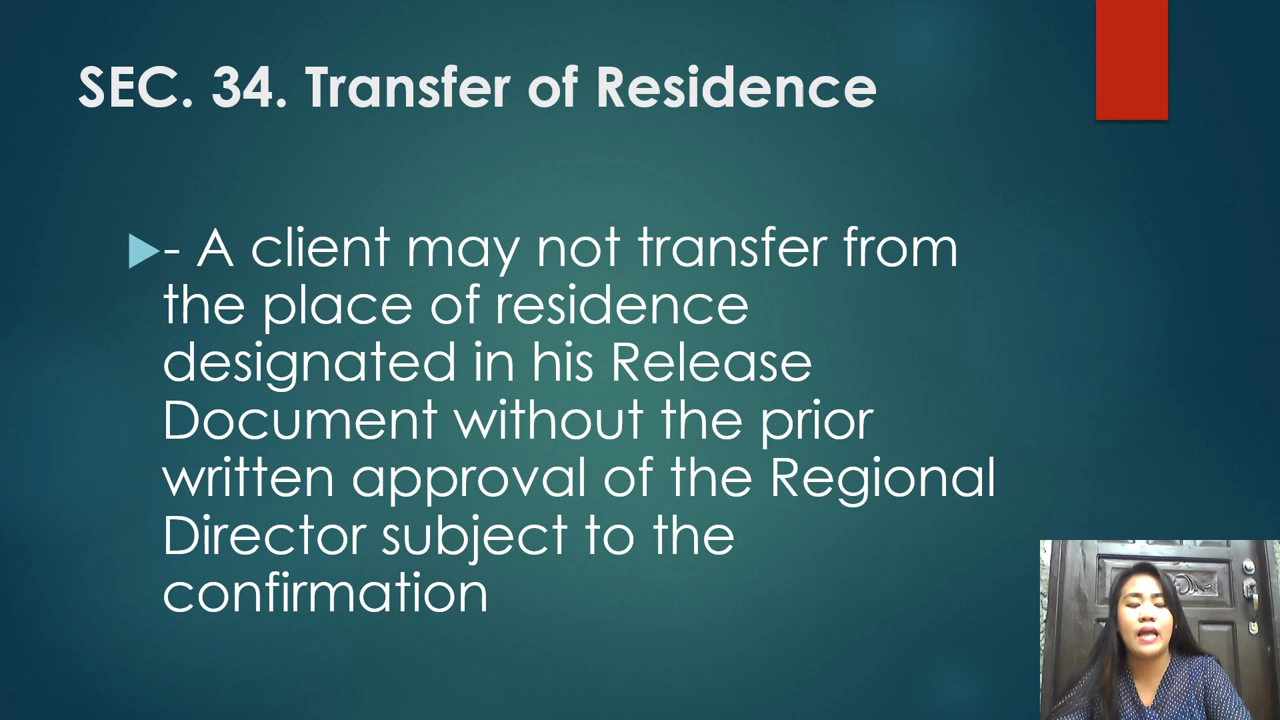 SEC. 34. Transfer of Residence
- A client may not transfer from
the place of residence
designated in his Release
Document without the prior
written approval of the Regional
Director subject to the
confirmation